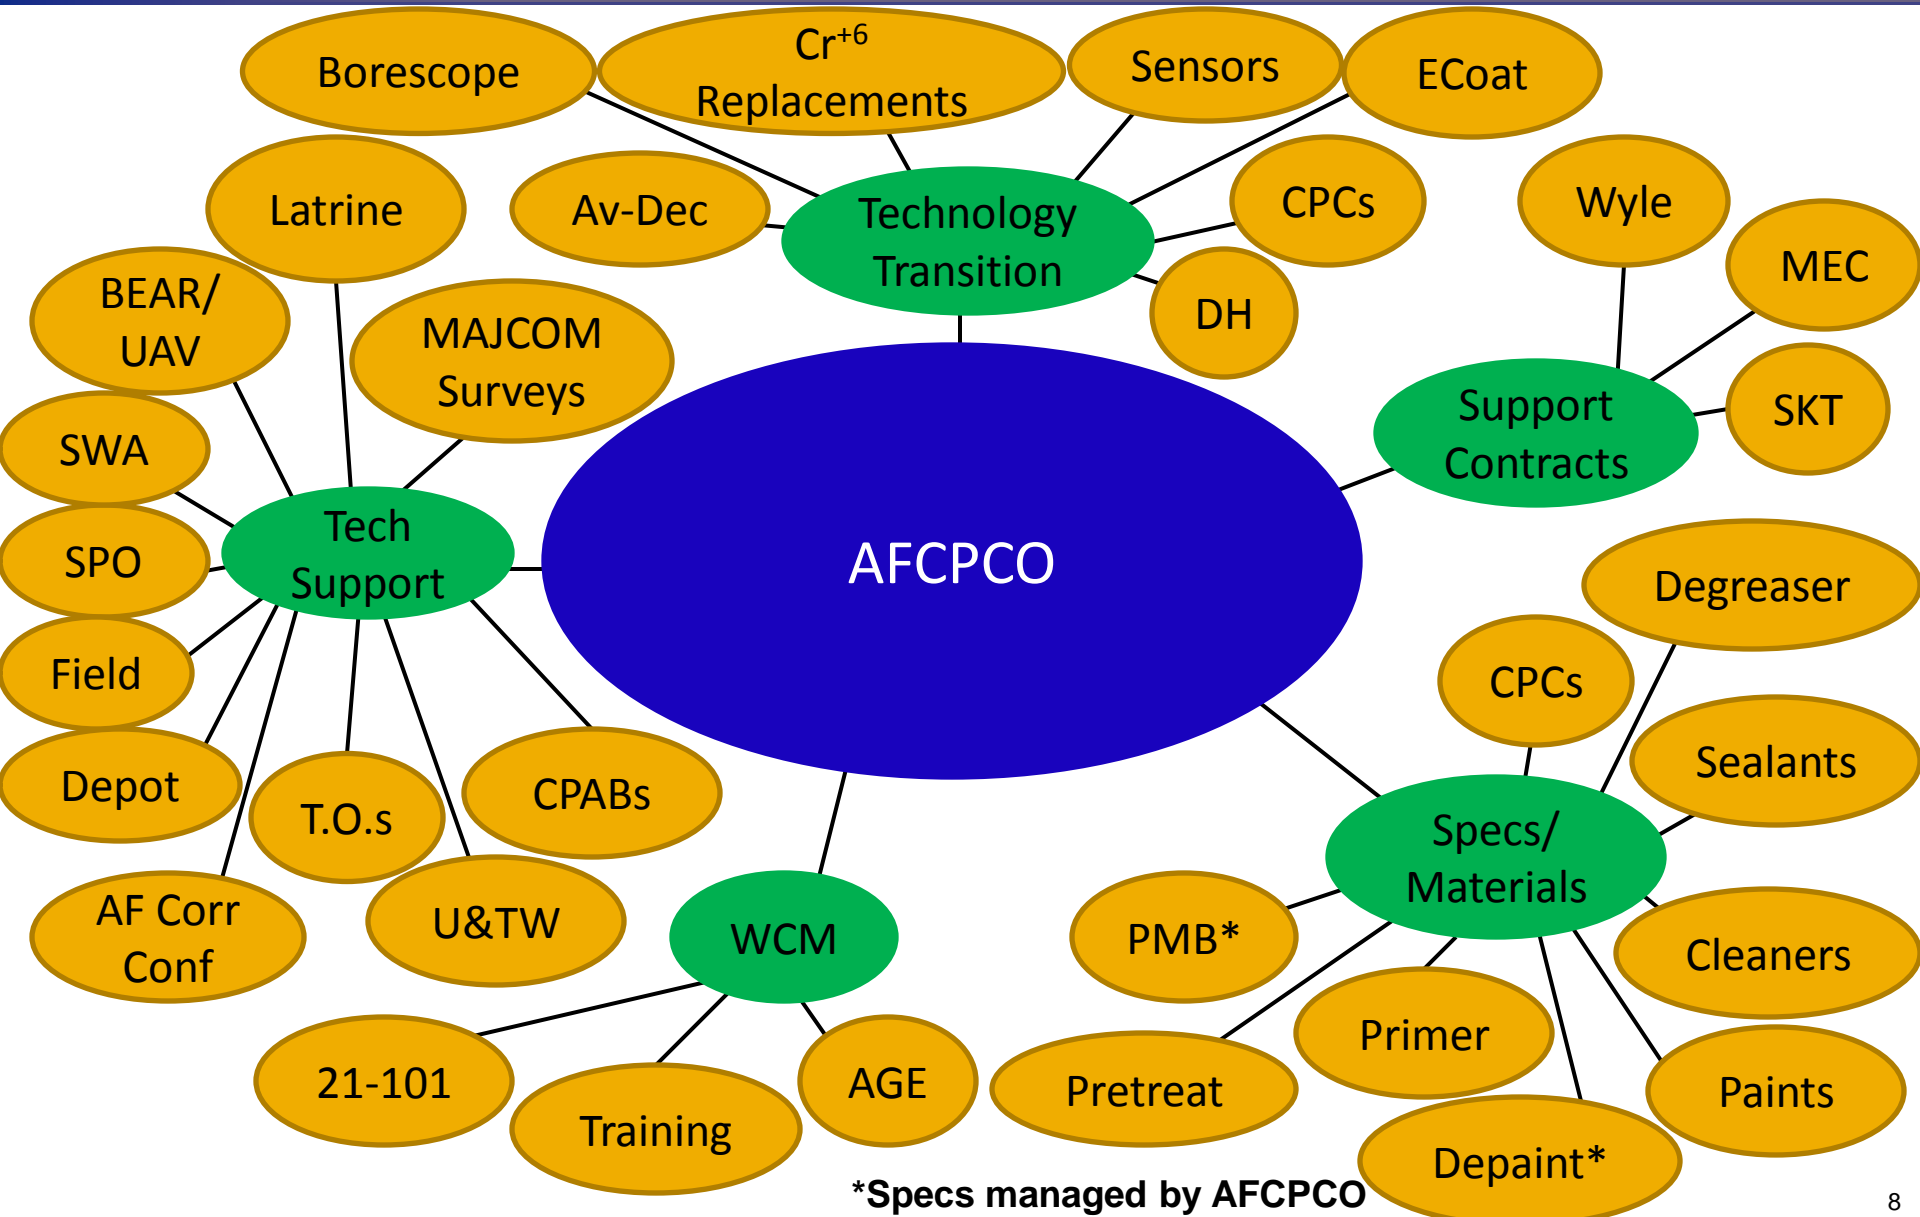 Borescope
Cr+6
Replacements
Sensors
ECoat
Latrine
Av-Dec
Technology
Transition
CPCs
Wyle
MEC
BEAR/
UAV
MAJCOM
Surveys
DH
Support
Contracts
SKT
SWA
Tech
Support
AFCPCO
SPO
Degreaser
Field
CPCs
Sealants
Depot
T.O.s
CPABs
Specs/
Materials
AF Corr
Conf
U&TW
WCM
PMB*
Cleaners
21-101
Training
AGE
Pretreat
Primer
Paints
Depaint*
*Specs managed by AFCPCO
8